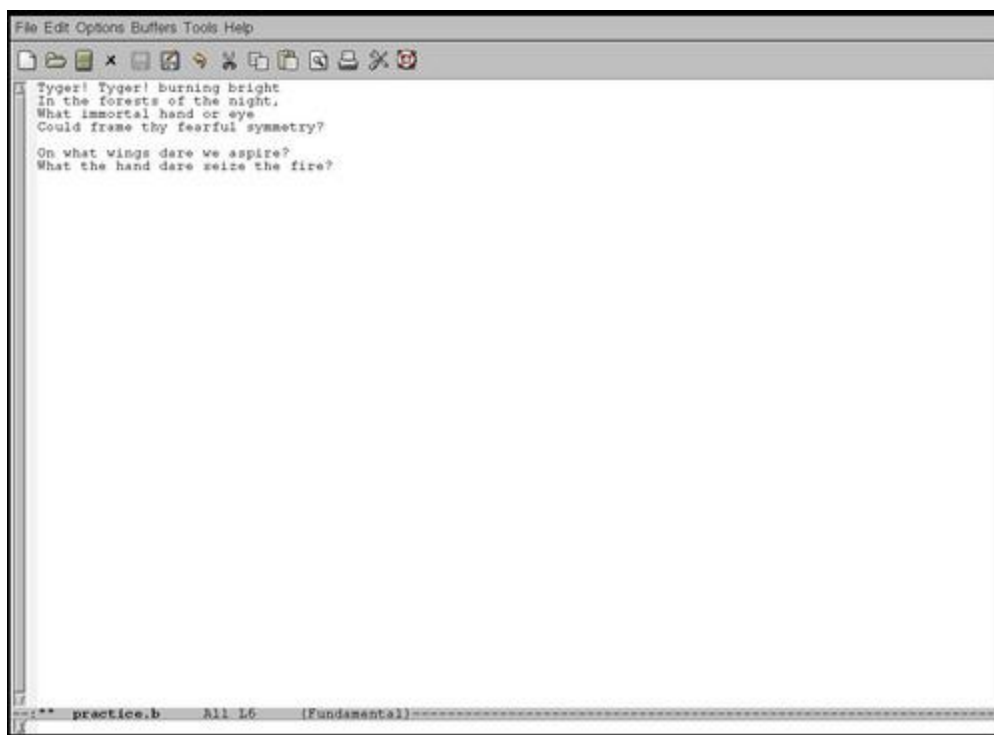 File Edit Options Buffers Tools Help
Tyger! Tyger! burning bright
In the forests of the night,
What immortal hand or eye
Could frame thy fearful symmetry?
On what wings dare we aspire?
What the hand dare seize the fire?
--:** practice.b All L6 (Fundamental)--------------------------------------------------